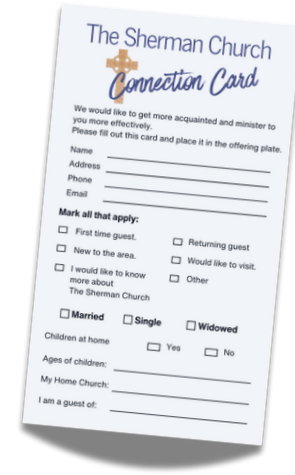 The Sherman Church
Connection Card
We would like to get more acquainted and minister to
you more effectively.
Please fill out this card and place it in the offering plate.
Name
Address
Phone
Email
Mark all that apply:
First time guest.
Returning guest
New to the area.
Would like to visit.
I would like to know
more about
The Sherman Church
Other
Married Single Widowed
Children at home Yes No
Ages of children:
My Home Church:
I am a guest of: